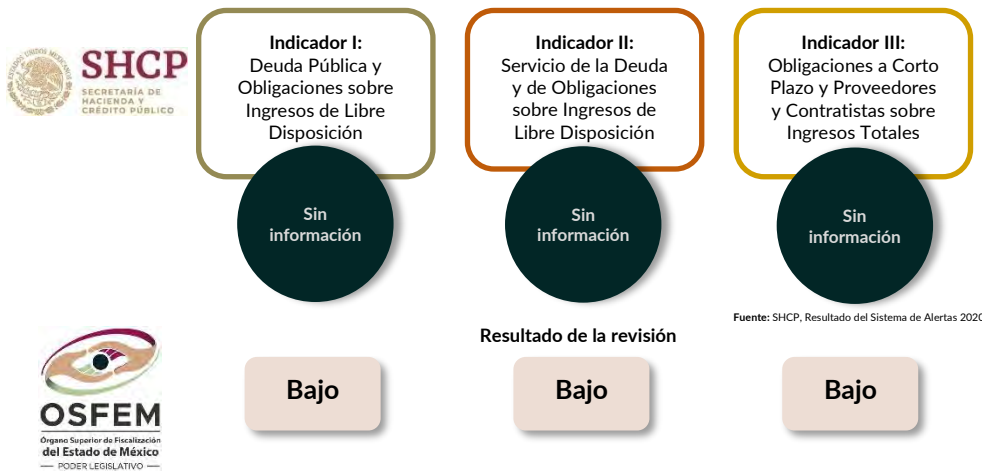 SHCP
SECRETARÍA DE
HACIENDA Y
CRÉDITO PÚBLICO
Indicador I:
Deuda Pública y
Obligaciones sobre
Ingresos de Libre
Disposición
Sin
información
Indicador II:
Servicio de la Deuda
y de Obligaciones
sobre Ingresos de
Libre Disposición
Sin
información
Indicador III:
Obligaciones a Corto
Plazo y Proveedores
y Contratistas sobre
Ingresos Totales
Sin
información
Fuente: SHCP, Resultado del Sistema de Alertas 2020
Resultado de la revisión
OSFEM
Órgano Superior de Fiscalización
del Estado de México
PODER LEGISLATIVO
Bajo
Bajo
Bajo